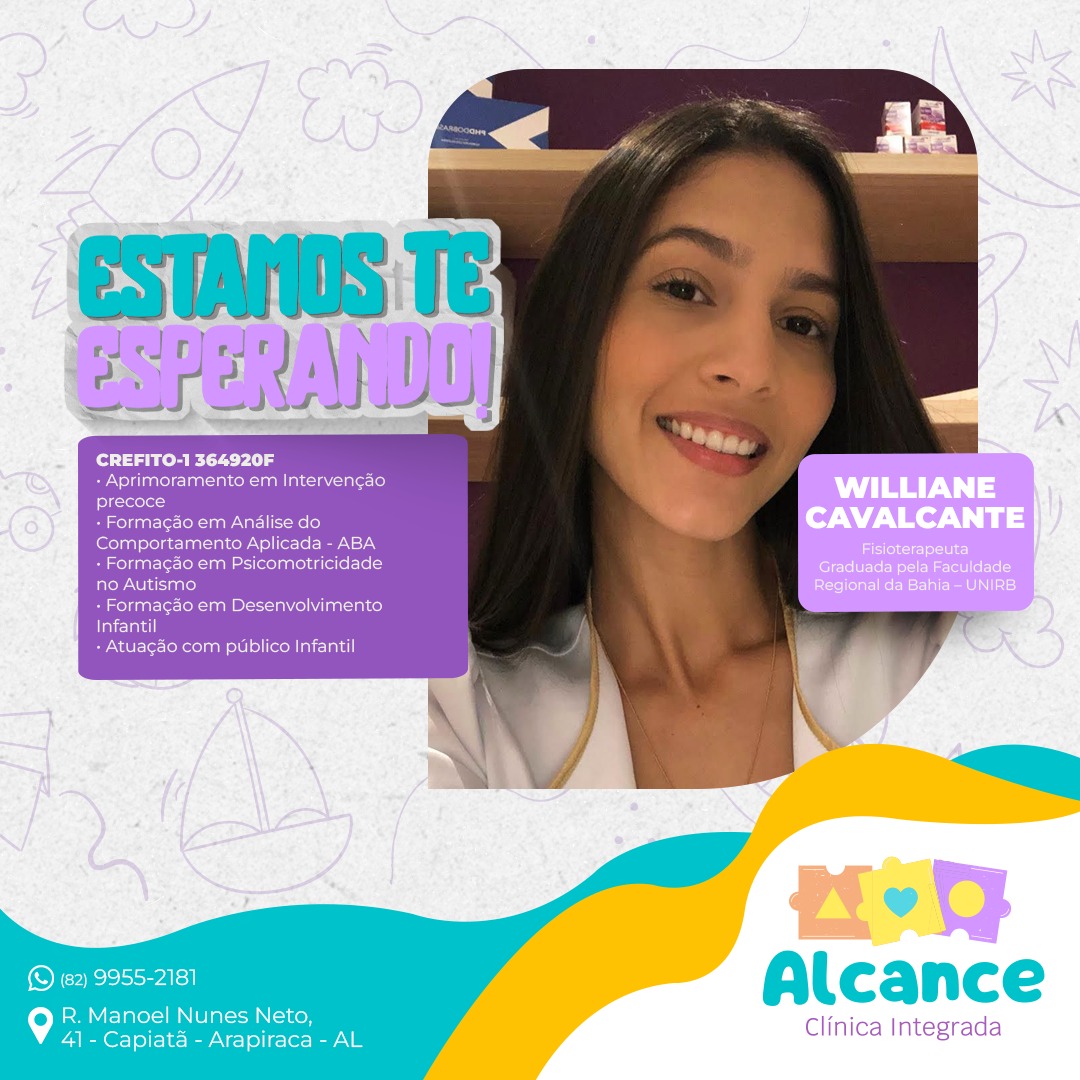 ESTAMOS TE
ESPERANDO!
CREFITO-1 364920F
• Aprimoramento em Intervenção
precoce
• Formação em Análise do
Comportamento Aplicada - ABA
• Formação em Psicomotricidade
no Autismo
• Formação em Desenvolvimento
Infantil
• Atuação com público Infantil
WILLIANE
CAVALCANTE
Fisioterapeuta
Graduada pela Faculdade
Regional da Bahia – UNIRB
(82) 9955-2181
R. Manoel Nunes Neto,
41 - Capiatã - Arapiraca - AL
Alcance
Clínica Integrada